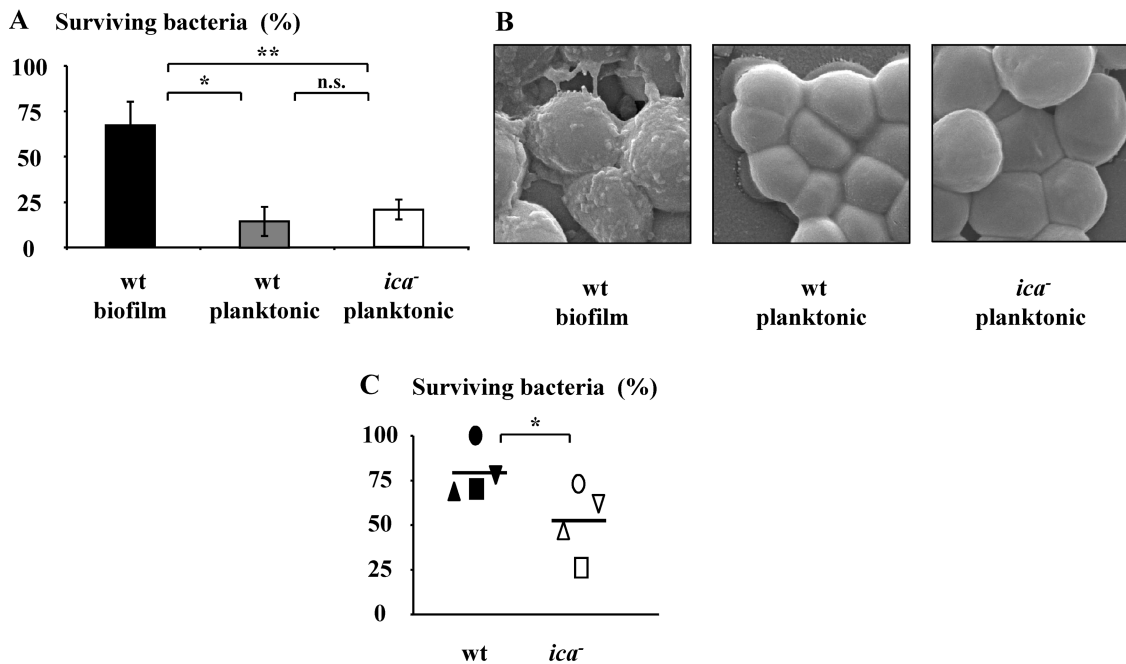 A Surviving bacteria (%)
**
* n.s.
100
75
50
25
0
wt wt ica-
biofilm planktonic planktonic
B
wt wt ica-
biofilm planktonic planktonic
C Surviving bacteria (%)
*
100
75
50
25
0
wt ica-